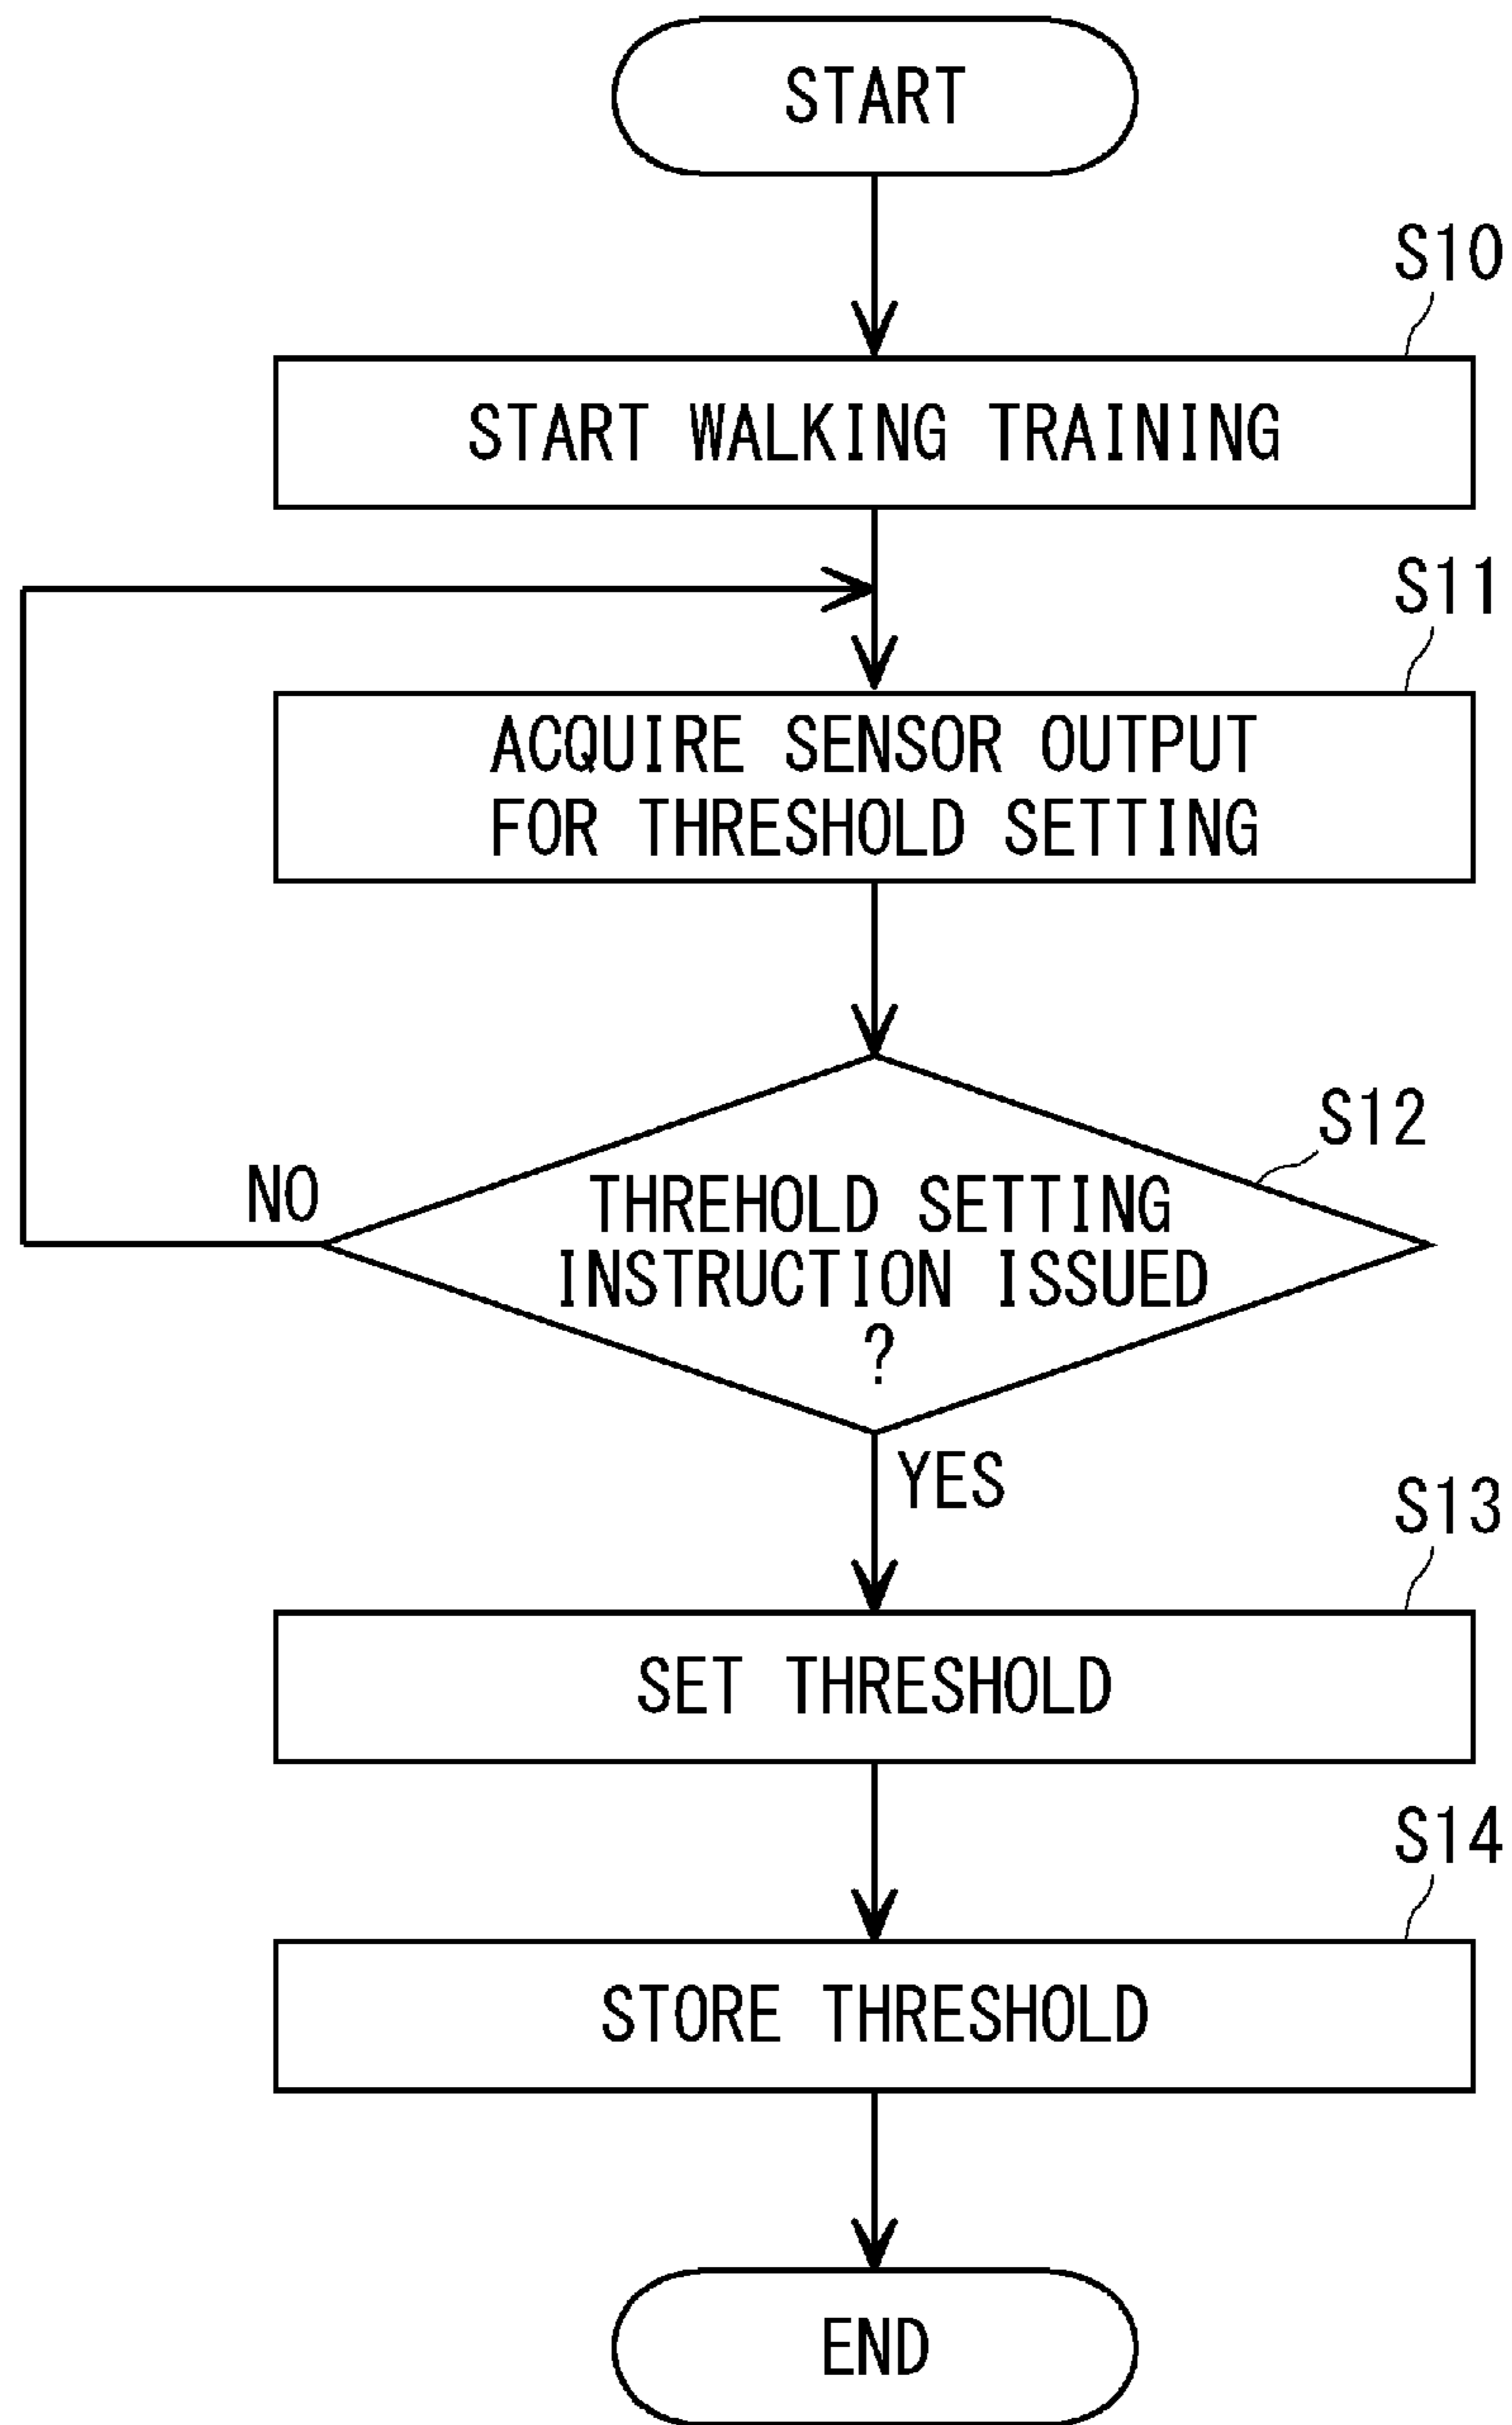 START
S10
START WALKING TRAINING
S11
ACQUIRE SENSOR OUTPUT
FOR THRESHOLD SETTING
S12
NO
THREHOLD SETTING
INSTRUCTION ISSUED
?
YES
S13
SET THRESHOLD
S14
STORE THRESHOLD
END